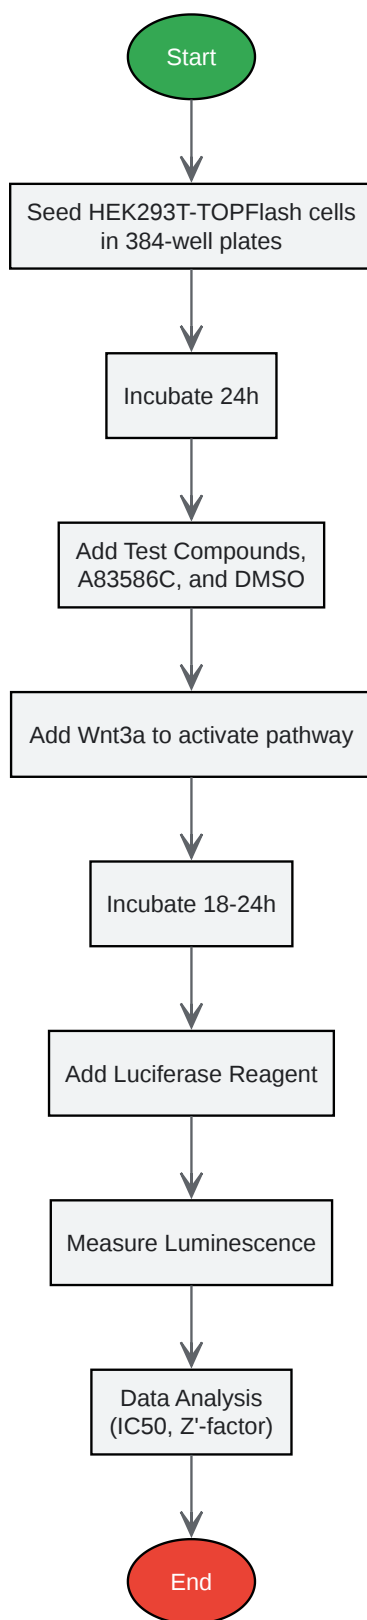 Start
Seed HEK293T-TOPFlash cells
in 384-well plates
Incubate 24h
Add Test Compounds,
A83586C, and DMSO
Add Wnt3a to activate pathway
Incubate 18-24h
Add Luciferase Reagent
Measure Luminescence
Data Analysis
(IC50, Z'-factor)
End